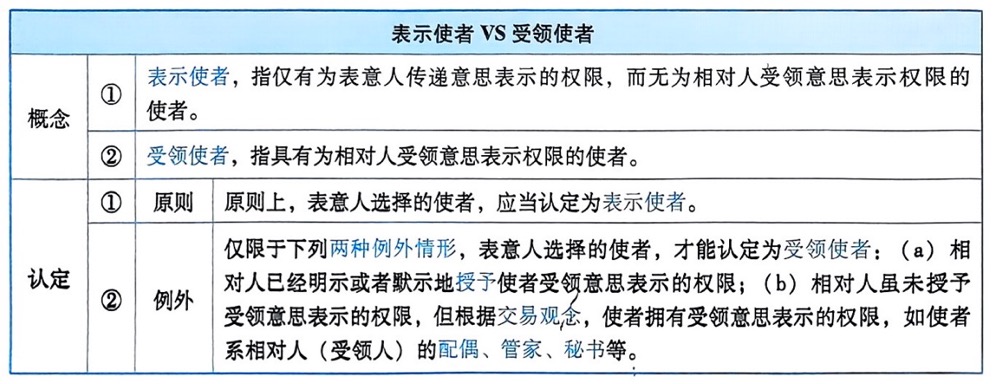 表示使者 VS 受领使者
概念
①
表示使者，指仅有为表意人传递意思表示的权限，而无为相对人受领意思表示权限的
使者。
②
受领使者，指具有为相对人受领意思表示权限的使者。
认定
①
原则
原则上，表意人选择的使者，应当认定为表示使者。
②
例外
仅限于下列两种例外情形，表意人选择的使者，才能认定为受领使者：（a）相
对人已经明示或者默示地授予使者受领意思表示的权限；（b）相对人虽未授予
受领意思表示的权限，但根据交易观念，使者拥有受领意思表示的权限，如使者
系相对人（受领人）的配偶、管家、秘书等。